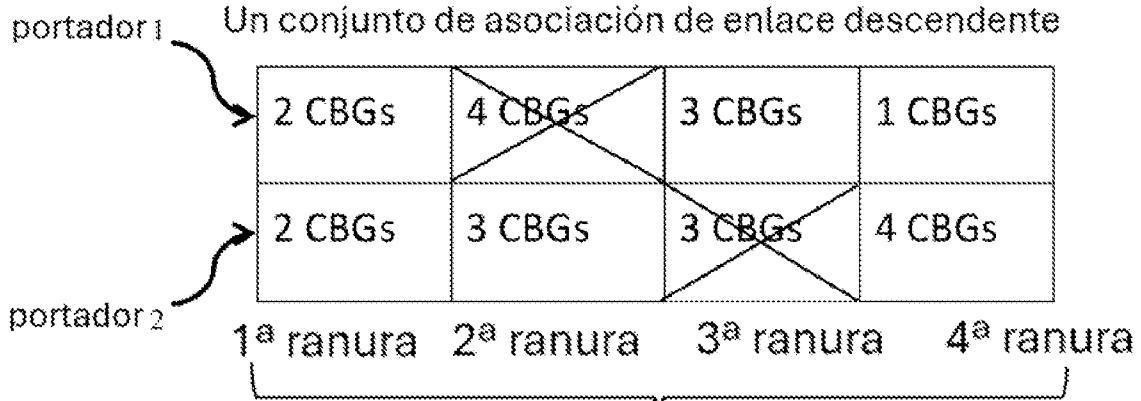 portador 1 Un conjunto de asociación de enlace descendente
2 CBGs 4 CBGs 3 CBGs 1 CBGs
2 CBGs 3 CBGs 3 CBGs 4 CBGs
portador 2
1ª ranura 2ª ranura 3ª ranura 4ª ranura